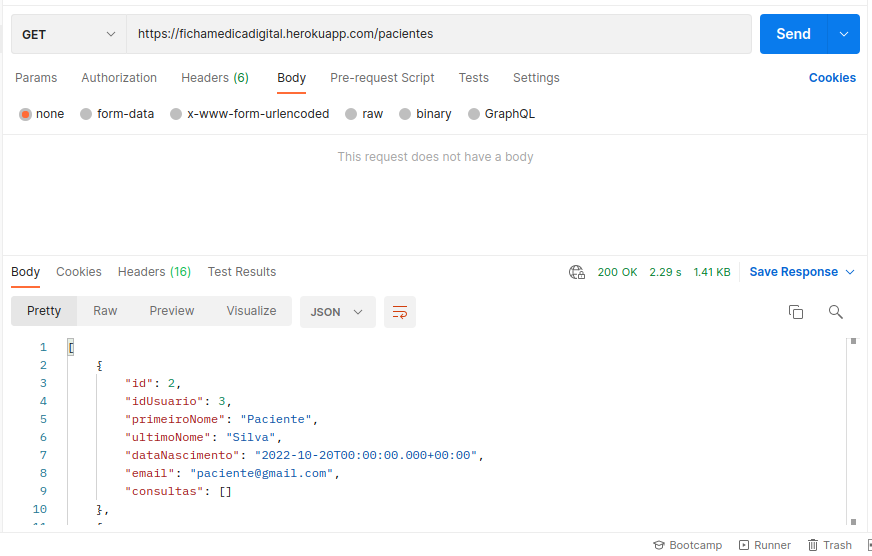 GET https://fichamedicadigital.herokuapp.com/pacientes Send
Params Authorization Headers (6) Body Pre-request Script Tests Settings Cookies
none form-data x-www-form-urlencoded raw binary GraphQL
This request does not have a body
Body Cookies Headers (16) Test Results 200 OK 2.29 s 1.41 KB Save Response
Pretty Raw Preview Visualize JSON
1 [
2 {
3 "id": 2,
4 "idUsuario": 3,
5 "primeiroNome": "Paciente",
6 "ultimoNome": "Silva",
7 "dataNascimento": "2022-10-20T00:00:00.000+00:00",
8 "email": "paciente@gmail.com",
9 "consultas": []
10 },
11 {
Bootcamp Runner Trash